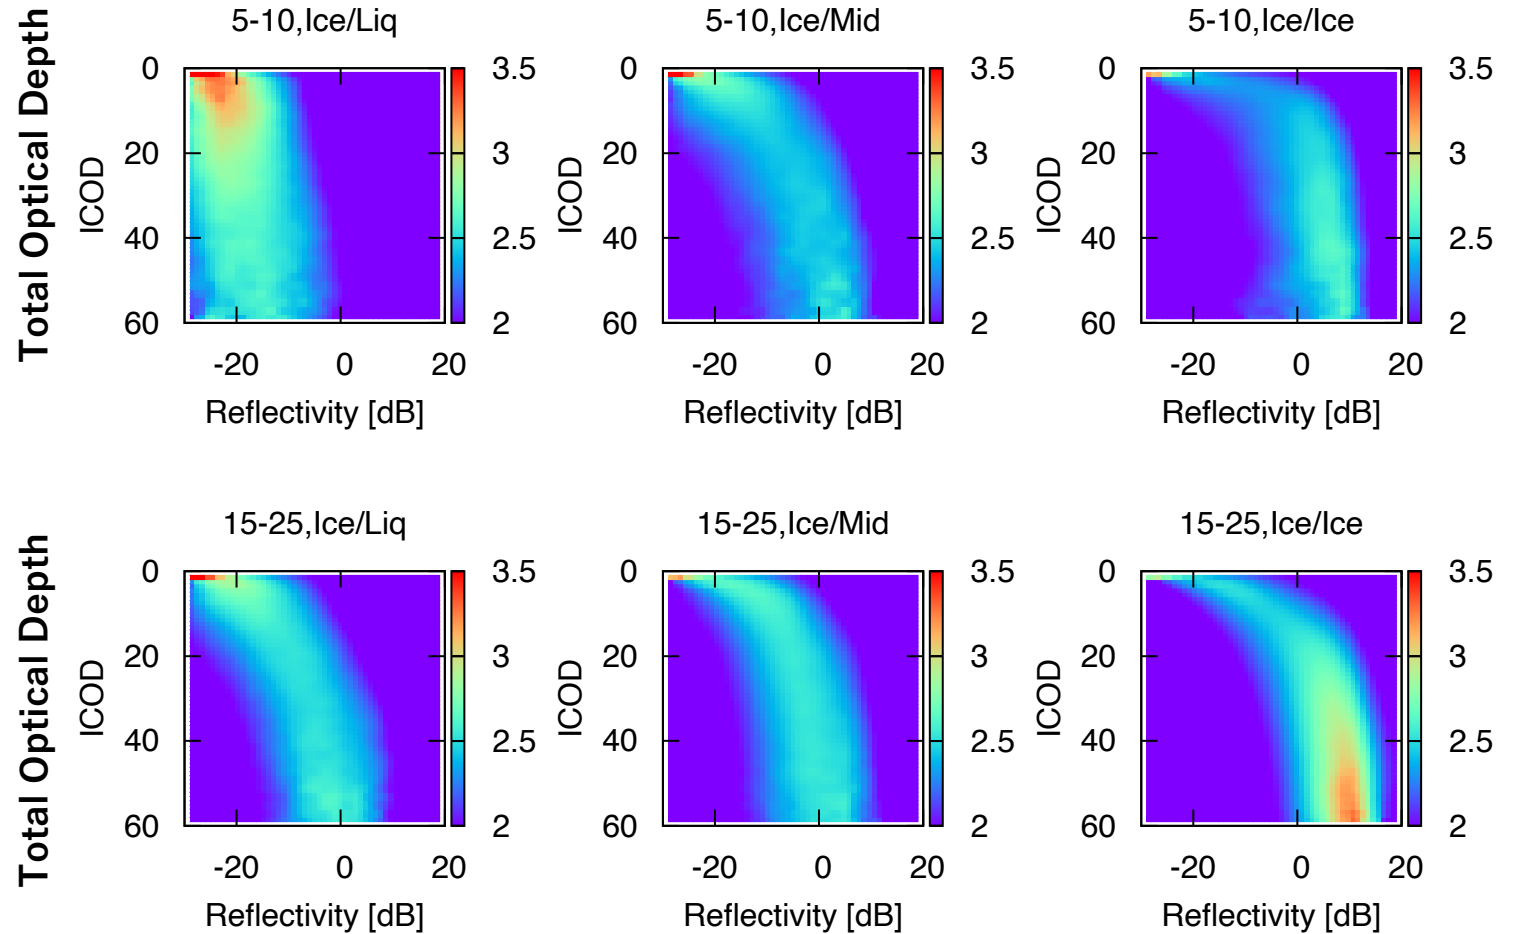 Total Optical Depth
5-10,Ice/Liq
5-10,Ice/Mid
5-10,Ice/Ice
0 3.5 0 3.5 0 3.5
20 3 20 3 20 3
ICOD ICOD ICOD
40 2.5 40 2.5 40 2.5
60 2 60 2 60 2
-20 0 20 -20 0 20 -20 0 20
Reflectivity [dB] Reflectivity [dB] Reflectivity [dB]
Total Optical Depth
15-25,Ice/Liq
15-25,Ice/Mid
15-25,Ice/Ice
0 3.5 0 3.5 0 3.5
20 3 20 3 20 3
ICOD ICOD ICOD
40 2.5 40 2.5 40 2.5
60 2 60 2 60 2
-20 0 20 -20 0 20 -20 0 20
Reflectivity [dB] Reflectivity [dB] Reflectivity [dB]